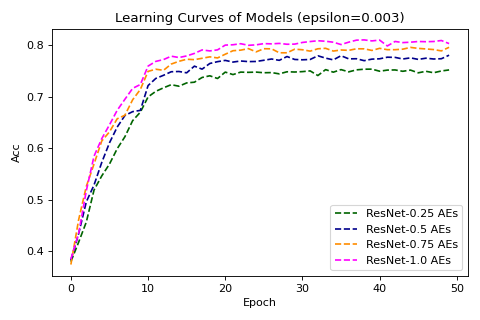 Learning Curves of Models (epsilon=0.003)
Acc
0.8
0.7
0.6
0.5
0.4
0 10 20 30 40 50
Epoch
ResNet-0.25 AEs
ResNet-0.5 AEs
ResNet-0.75 AEs
ResNet-1.0 AEs